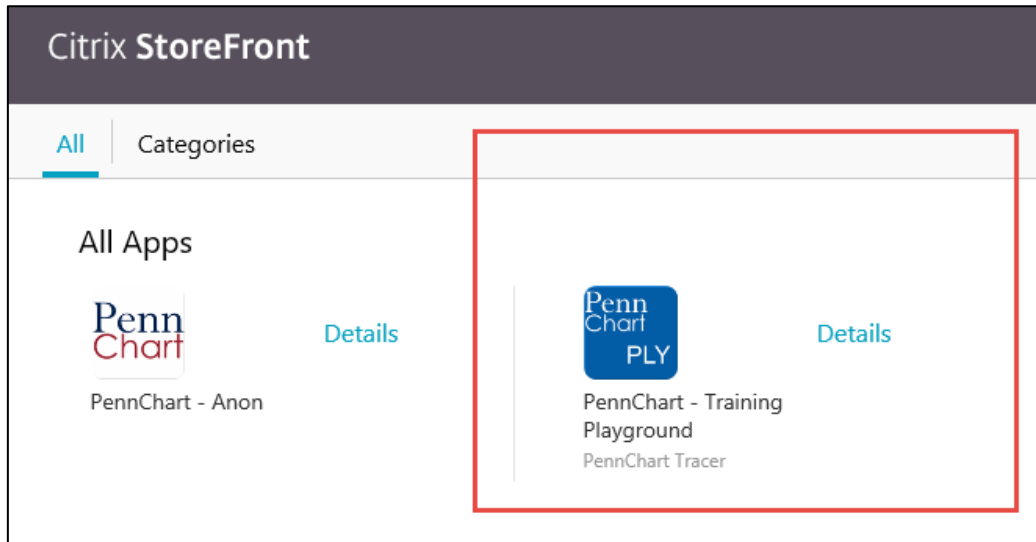 Citrix StoreFront
All
Categories
All Apps
Penn
Chart
Details
PennChart - Anon
Penn
Chart
PLY
Details
PennChart - Training
Playground
PennChart Tracer